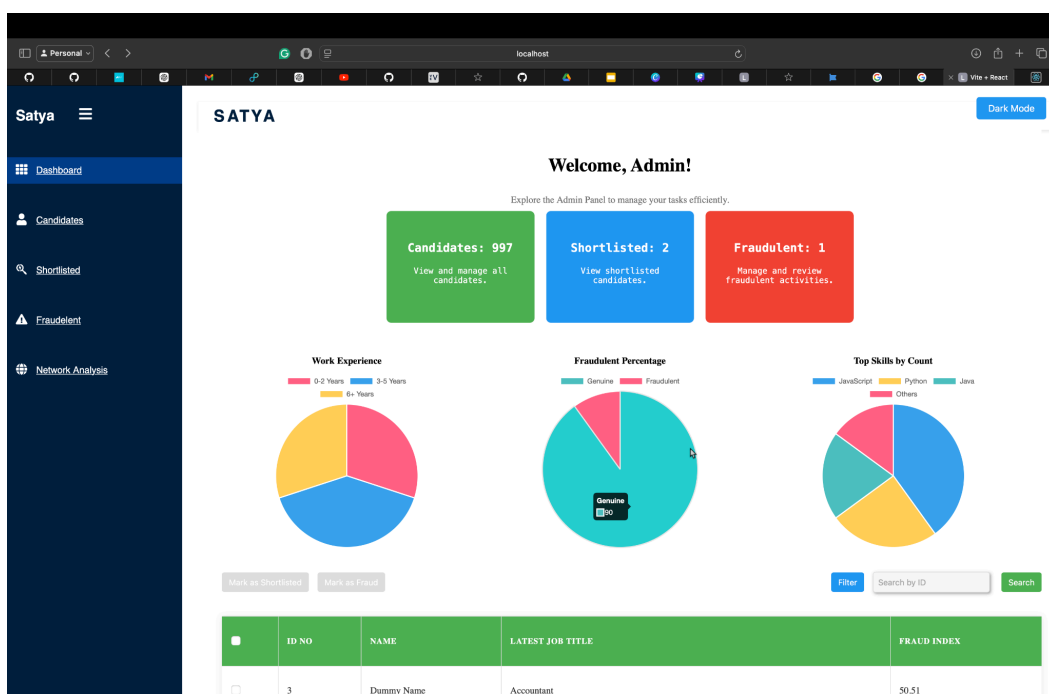 Personal
localhost
Vite + React
Satya
SATYA
Dark Mode
Dashboard
Candidates
Shortlisted
Fraudelent
Network Analysis
Welcome, Admin!
Explore the Admin Panel to manage your tasks efficiently.
Candidates: 997
View and manage all
candidates.
Shortlisted: 2
View shortlisted
candidates.
Fraudulent: 1
Manage and review
fraudulent activities.
Work Experience
0-2 Years 3-5 Years
6+ Years
Fraudulent Percentage
Genuine Fraudulent
Genuine
90
Top Skills by Count
JavaScript Python Java
Others
Mark as Shortlisted Mark as Fraud
Filter Search by ID Search
ID NO NAME LATEST JOB TITLE FRAUD INDEX
3 Dummy Name Accountant 50.51